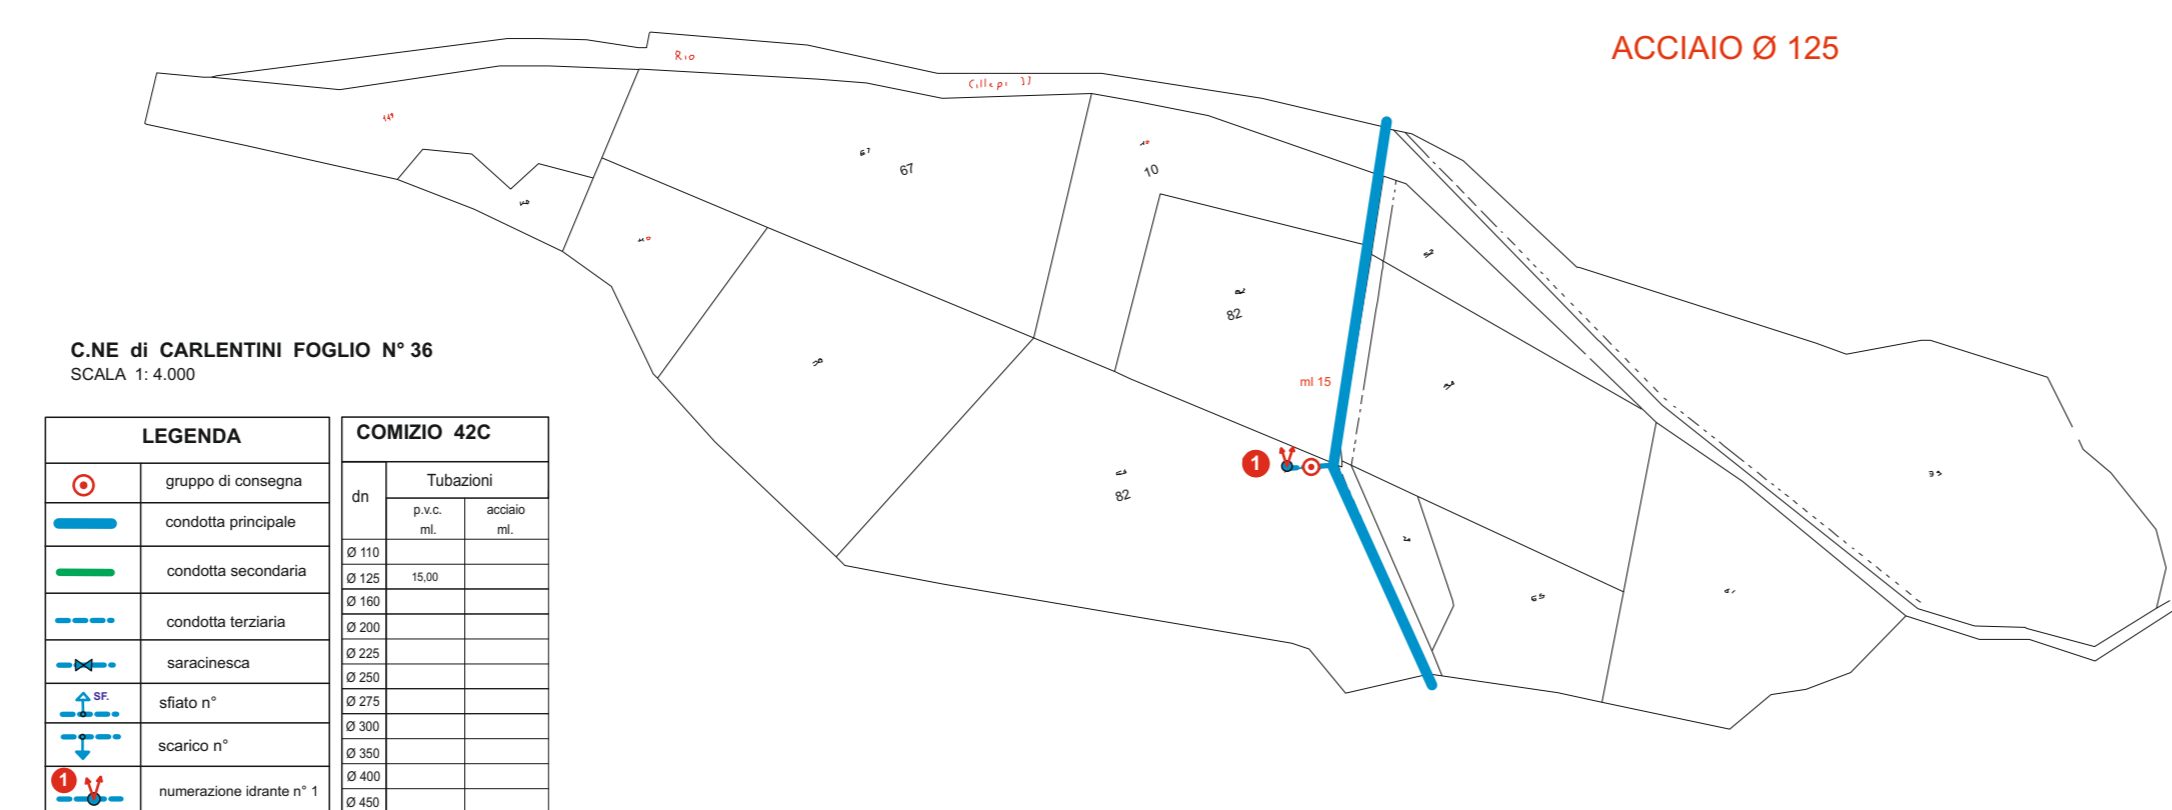 ACCIAIO Ø 125
Rio
67
67
10
82
82
C.NE di CARLENTINI FOGLIO N° 36
SCALA 1: 4.000
ml 15
1
65
95
LEGENDA
gruppo di consegna
condotta principale
condotta secondaria
condotta terziaria
saracinesca
SF.
sfiato n°
scarico n°
1
numerazione idrante n° 1
COMIZIO 42C
dn
Tubazioni
p.v.c. acciaio
ml. ml.
Ø 110
Ø 125 15,00
Ø 160
Ø 200
Ø 225
Ø 250
Ø 275
Ø 300
Ø 350
Ø 400
Ø 450